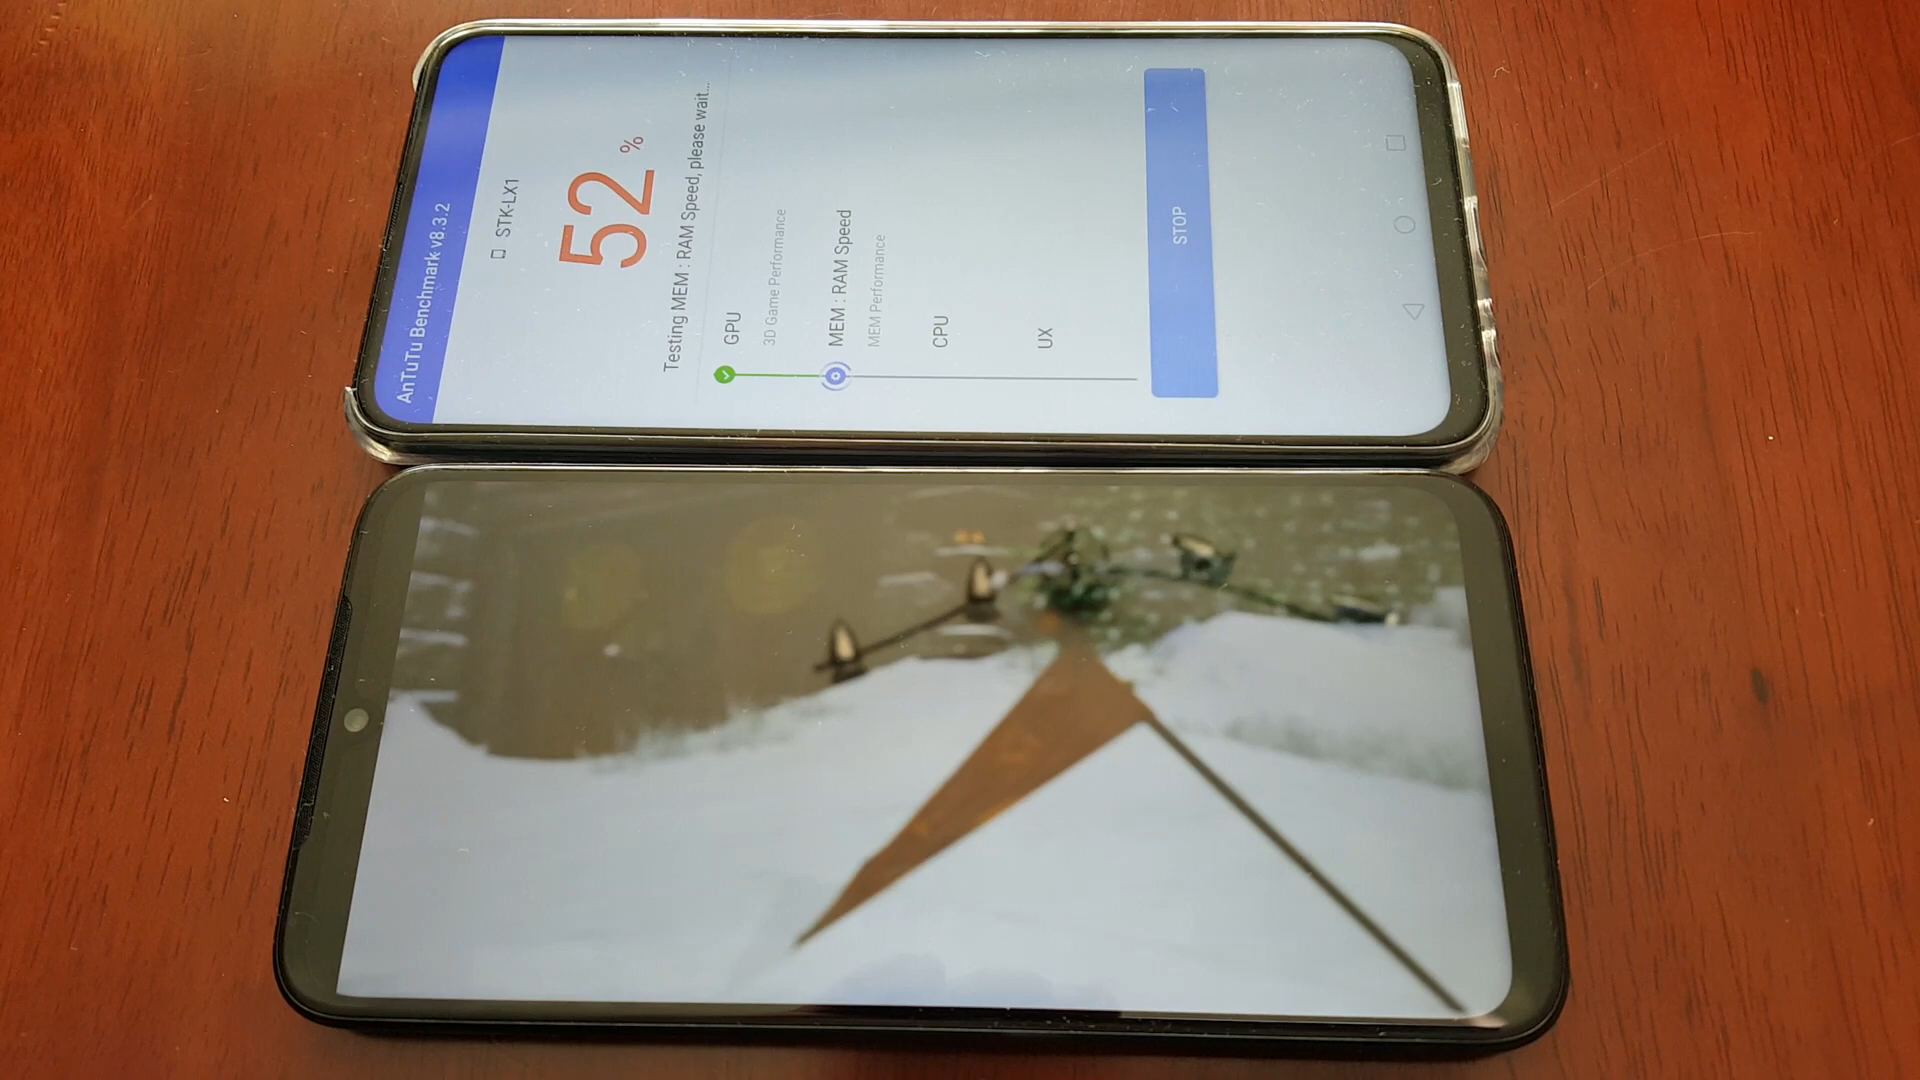 AnTuTu Benchmark v8.3.2
STK-LX1
52 %
Testing MEM : RAM Speed, please wait...
GPU
3D Game Performance
MEM : RAM Speed
MEM Performance
CPU
UX
STOP